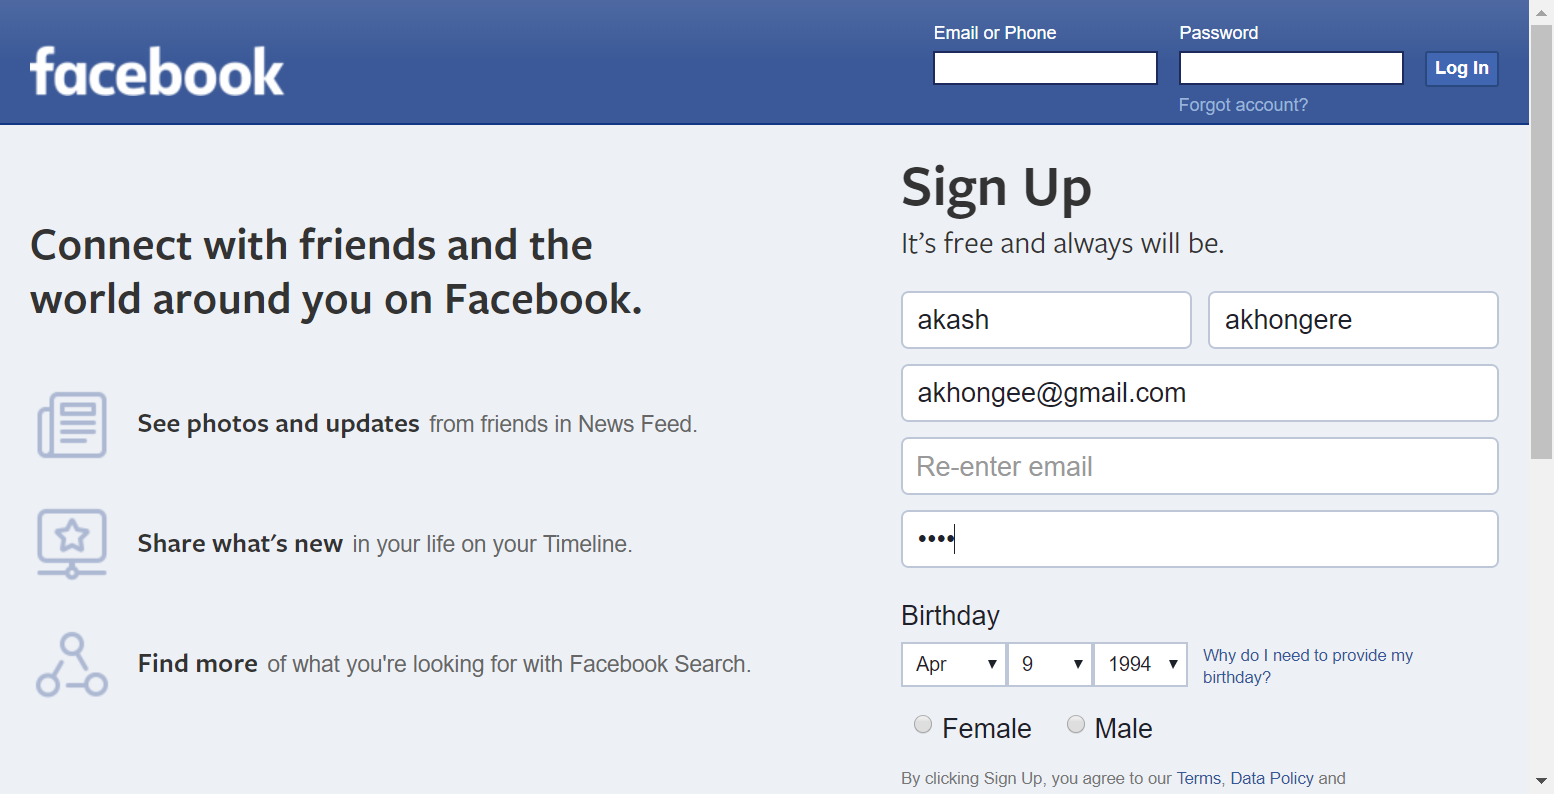 facebook
Email or Phone
Password
Log In
Forgot account?
Connect with friends and the
world around you on Facebook.
See photos and updates from friends in News Feed.
Share what's new in your life on your Timeline.
Find more of what you're looking for with Facebook Search.
Sign Up
It's free and always will be.
akash
akhongere
akhongee@gmail.com
Re-enter email
••••
Birthday
Apr
9
1994
Why do I need to provide my
birthday?
Female
Male
By clicking Sign Up, you agree to our Terms, Data Policy and